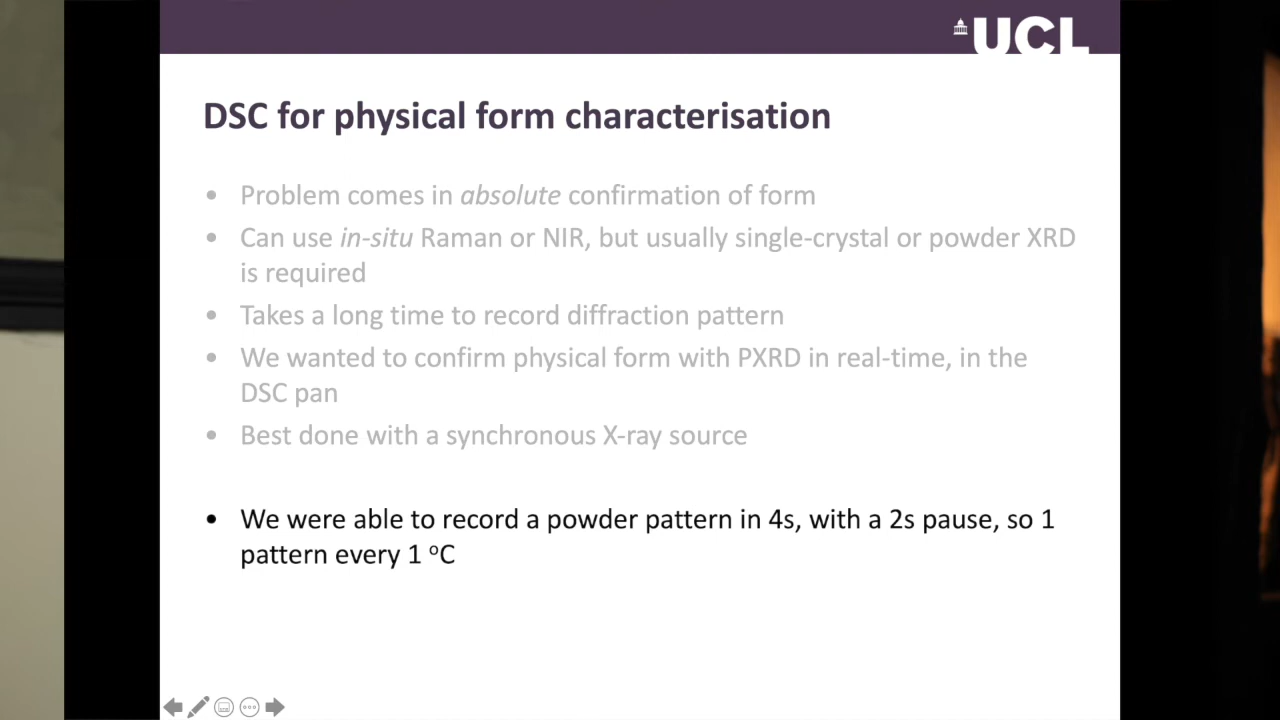 UCL
DSC for physical form characterisation
• Problem comes in absolute confirmation of form
• Can use in-situ Raman or NIR, but usually single-crystal or powder XRD
is required
• Takes a long time to record diffraction pattern
• We wanted to confirm physical form with PXRD in real-time, in the
DSC pan
• Best done with a synchronous X-ray source
• We were able to record a powder pattern in 4s, with a 2s pause, so 1
pattern every 1 ºC